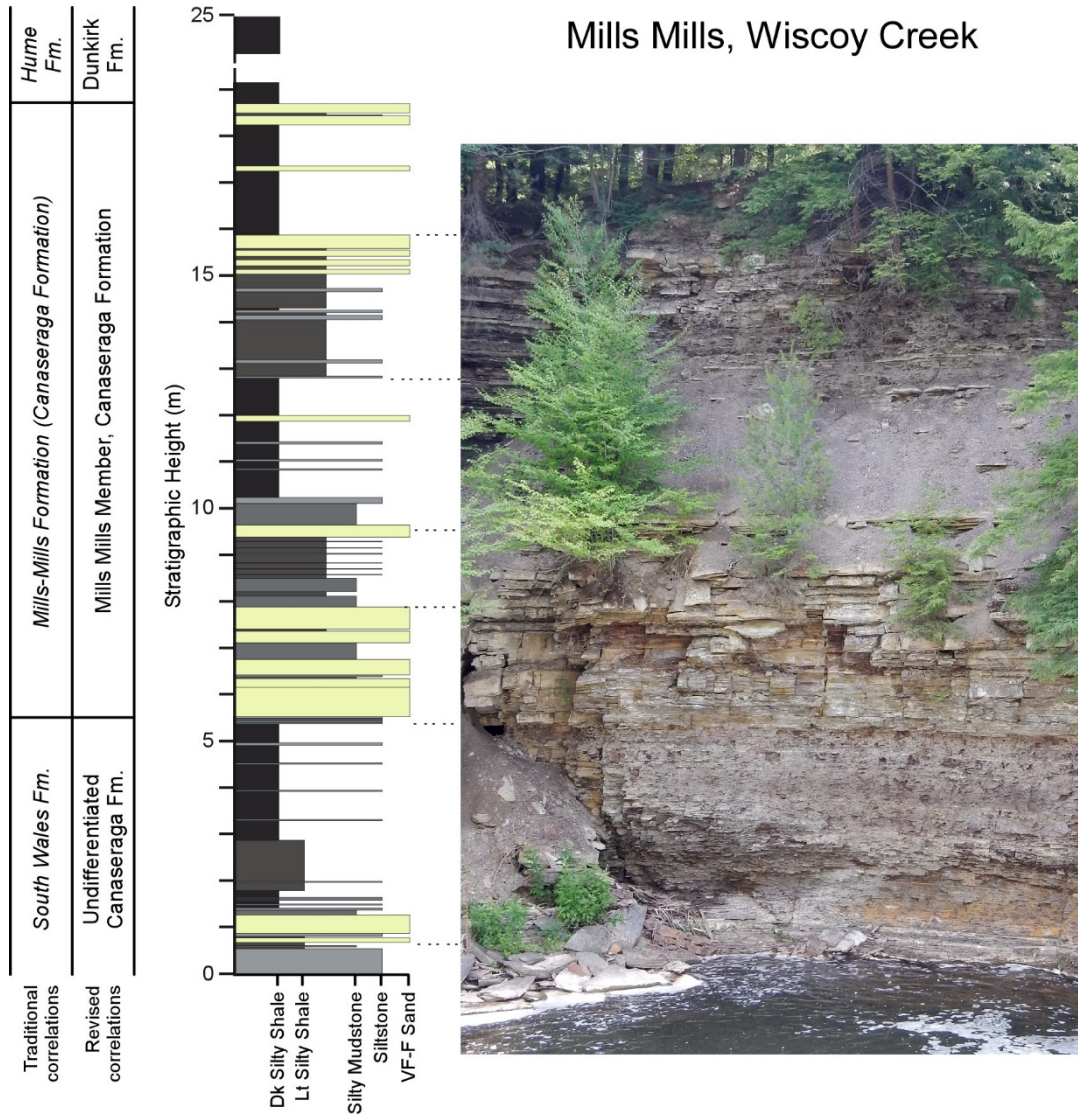 Mills Mills, Wiscoy Creek
Hume
Fm.
Dunkirk
Fm.
Mills-Mills Formation (Canaseraga Formation)
Mills Mills Member, Canaseraga Formation
South Wales Fm.
Undifferentiated
Canaseraga Fm.
Traditional
correlations
Revised
correlations
Stratigraphic Height (m)
25
15
10
5
0
Dk Silty Shale
Lt Silty Shale
Silty Mudstone
Siltstone
VF-F Sand